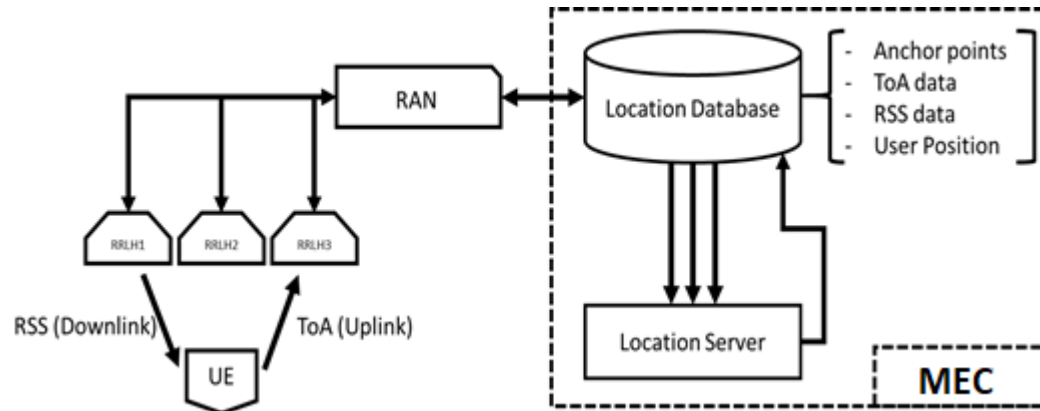 RAN
Location Database
- Anchor points
- ToA data
- RSS data
- User Position
RRLH1
RRLH2
RRLH3
RSS (Downlink)
ToA (Uplink)
UE
Location Server
MEC